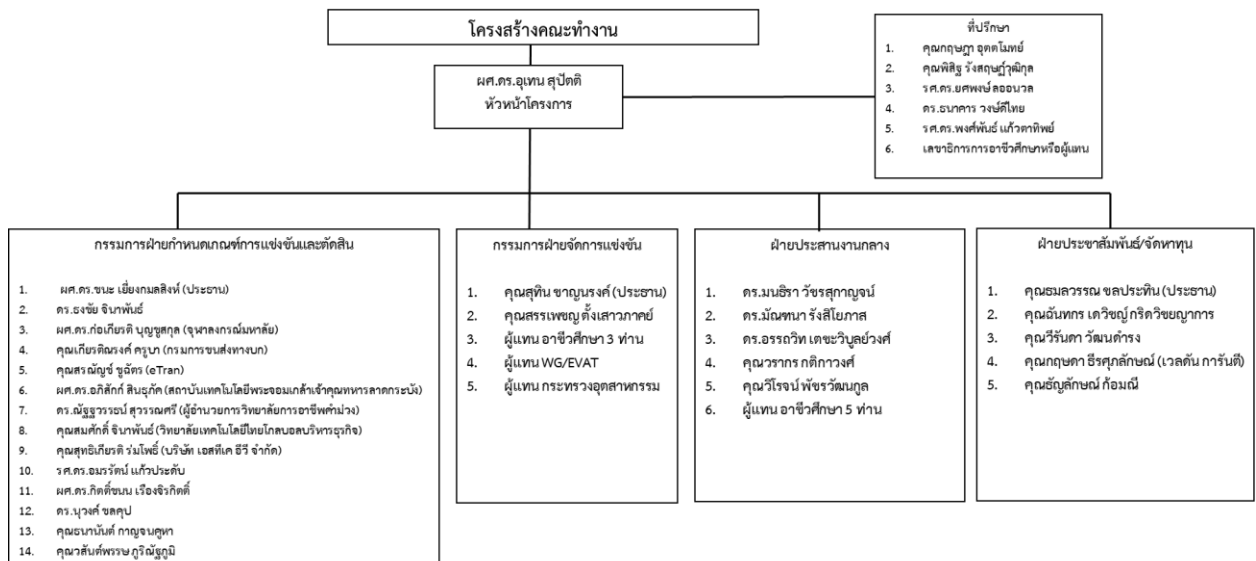 โครงสร้างคณะทำงาน
ผศ.ดร.อุเทน สุปัตติ
หัวหน้าโครงการ
ที่ปรึกษา
1. คุณกฤษฎา อุตตโมทย์
2. คุณพิสิฐ รังสฤษฏ์วุฒิกุล
3. รศ.ดร.ยศพงษ์ ลออนวล
4. ดร.ธนาคาร วงษ์ดีไทย
5. รศ.ดร.พงศ์พันธ์ แก้วตาทิพย์
6. เลขาธิการการอาชีวศึกษาหรือผู้แทน
กรรมการฝ่ายกำหนดเกณฑ์การแข่งขันและตัดสิน
1. ผศ.ดร.ชนะ เยี่ยงกมลสิงห์ (ประธาน)
2. ดร.ธงชัย จินาพันธ์
3. ผศ.ดร.ก่อเกียรติ บุญชูสกุล (จุฬาลงกรณ์มหาลัย)
4. คุณเกียรติณรงค์ ครูบา (กรมการขนส่งทางบก)
5. คุณสรณัญช์ ชูฉัตร (eTran)
6. ผศ.ดร.อภิสักก์ สินธุภัค (สถาบันเทคโนโลยีพระจอมเกล้าเจ้าคุณทหารลาดกระบัง)
7. ดร.ณัฐฐวรรธน์ สุวรรณศรี (ผู้อำนวยการวิทยาลัยการอาชีพคำม่วง)
8. คุณสมศักดิ์ จินาพันธ์ (วิทยาลัยเทคโนโลยีไทยโกลบอลบริหารธุรกิจ)
9. คุณสุทธิเกียรติ ร่มโพธิ์ (บริษัท เอสทีเค อีวี จำกัด)
10. รศ.ดร.อมรรัตน์ แก้วประดับ
11. ผศ.ดร.กิตติ์ชนน เรืองจิรกิตติ์
12. ดร.นุวงศ์ ชลคุป
13. คุณธนานันต์ กาญจนคูหา
14. คุณวสันต์พรรษ ภูริณัฐภูมิ
กรรมการฝ่ายจัดการแข่งขัน
1. คุณสุทิน ชาญนรงค์ (ประธาน)
2. คุณสรรเพชญ ตั้งเสาวภาคย์
3. ผู้แทน อาชีวศึกษา 3 ท่าน
4. ผู้แทน WG/EVAT
5. ผู้แทน กระทรวงอุตสาหกรรม
ฝ่ายประสานงานกลาง
1. ดร.มนธิรา วัชรสุกาญจน์
2. ดร.มัณฑนา รังสิโยภาส
3. ดร.อรรถวิท เตชะวิบูลย์วงศ์
4. คุณวรากร กติกาวงศ์
5. คุณวิโรจน์ พัชรวัฒนกูล
6. ผู้แทน อาชีวศึกษา 5 ท่าน
ฝ่ายประชาสัมพันธ์/จัดหาทุน
1. คุณธมลวรรณ ชลประทิน (ประธาน)
2. คุณฉันทกร เดวิชญ์ กริดวิชยญาการ
3. คุณวีรันดา วัฒนดำรง
4. คุณกฤษดา ธีรศุภลักษณ์ (เวลดัน การันตี)
5. คุณธัญลักษณ์ ก้อมณี